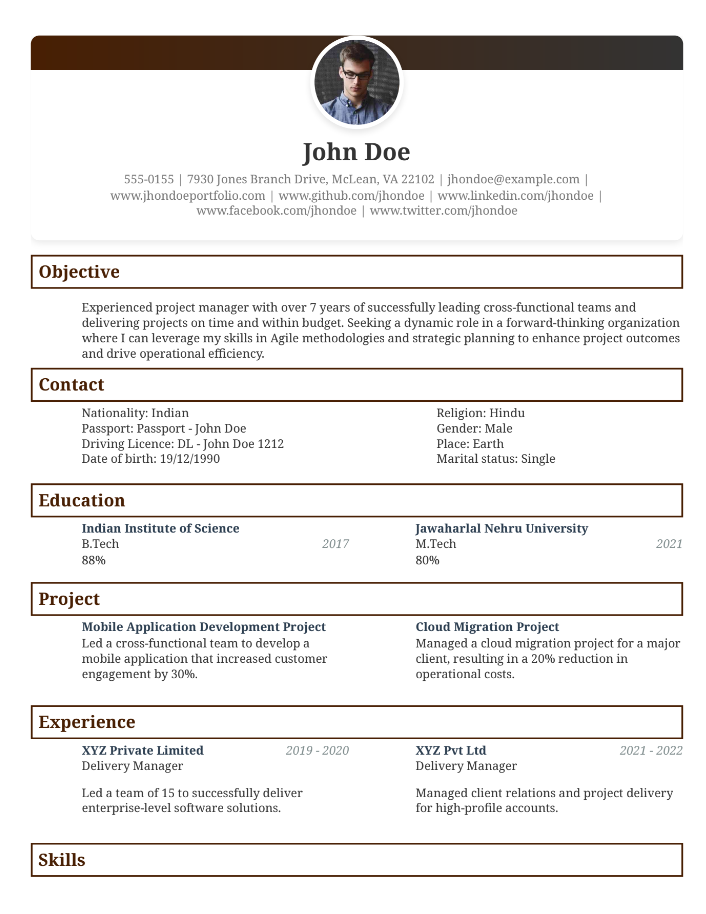 John Doe
555-0155 | 7930 Jones Branch Drive, McLean, VA 22102 | jhondoe@example.com |
www.jhondoeportfolio.com | www.github.com/jhondoe | www.linkedin.com/jhondoe |
www.facebook.com/jhondoe | www.twitter.com/jhondoe
Objective
Experienced project manager with over 7 years of successfully leading cross-functional teams and
delivering projects on time and within budget. Seeking a dynamic role in a forward-thinking organization
where I can leverage my skills in Agile methodologies and strategic planning to enhance project outcomes
and drive operational efficiency.
Contact
Nationality: Indian
Passport: Passport - John Doe
Driving Licence: DL - John Doe 1212
Date of birth: 19/12/1990
Religion: Hindu
Gender: Male
Place: Earth
Marital status: Single
Education
Indian Institute of Science
B.Tech 2017
88%
Jawaharlal Nehru University
M.Tech 2021
80%
Project
Mobile Application Development Project
Led a cross-functional team to develop a
mobile application that increased customer
engagement by 30%.
Cloud Migration Project
Managed a cloud migration project for a major
client, resulting in a 20% reduction in
operational costs.
Experience
XYZ Private Limited 2019 - 2020
Delivery Manager
Led a team of 15 to successfully deliver
enterprise-level software solutions.
XYZ Pvt Ltd 2021 - 2022
Delivery Manager
Managed client relations and project delivery
for high-profile accounts.
Skills